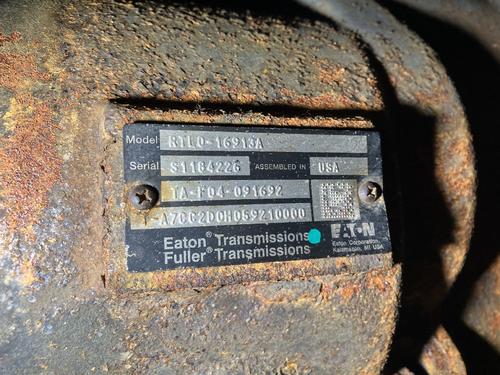 Model RTLO-16913A
Serial S1184226 ASSEMBLED IN USA
TA-F04-091692
A7CC2DOH059210000
Eaton® Transmissions
Fuller® Transmissions
EATON
Eaton Corporation
Kalamazoo, MI USA